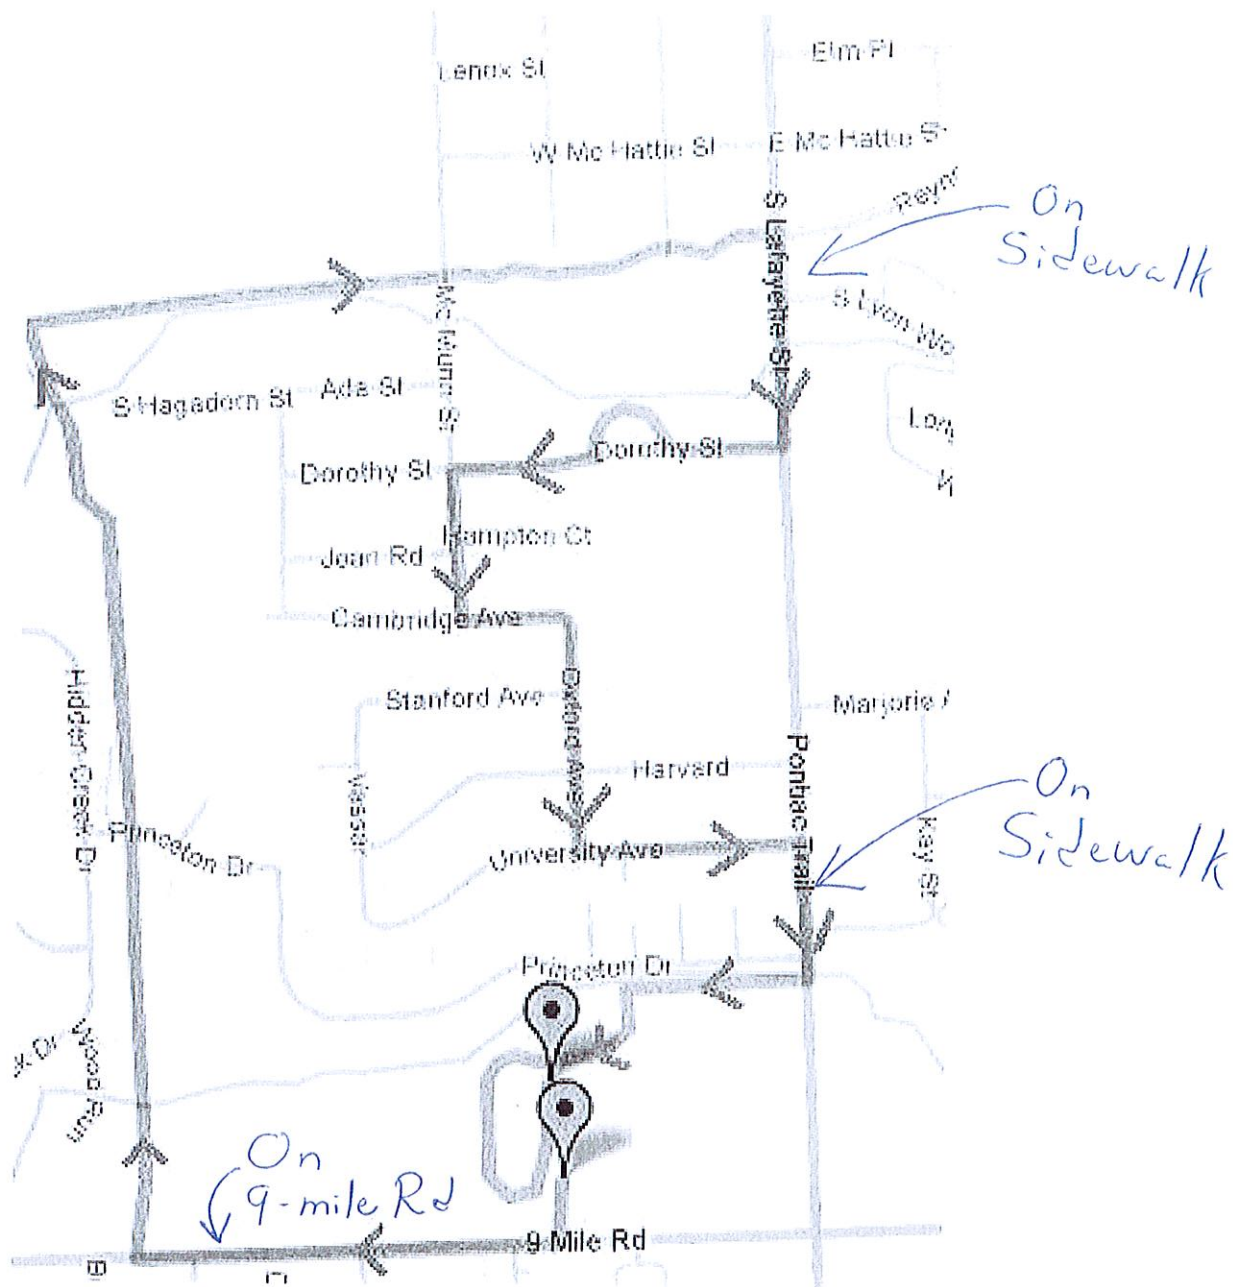 Lenox St
Elm Pl
W Mc Hattie St
E Mc Hattie St
On
Sidewalk
S Lafayette St
S Lyon Wo
Mc Munn St
S Hagadorn St
Ada St
Dorothy St
Dorothy St
Hampton Ct
Joan Rd
Cambridge Ave
Stanford Ave
Oxford Ave
Marjorie A
Hidden Creek Dr
Vassar
Harvard
Pontiac Trail
On
Sidewalk
Princeton Dr
University Ave
Kay St
Princeton Dr
Wood Run
On
9-mile Rd
9 Mile Rd